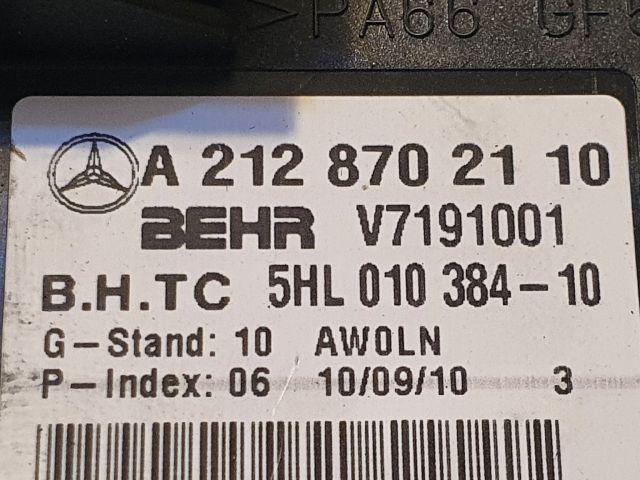 >PA66 GF
A 212 870 21 10
BEHR V7191001
B.H.TC 5HL 010 384-10
G-Stand: 10 AW0LN
P-Index: 06 10/09/10 3